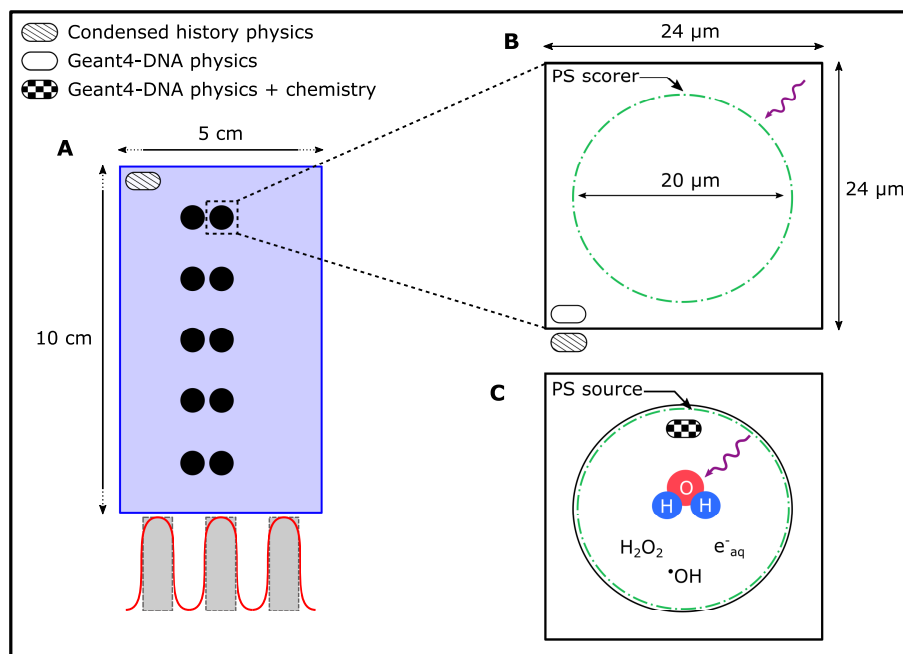 Condensed history physics
Geant4-DNA physics
Geant4-DNA physics + chemistry
A
5 cm
10 cm
B
24 µm
PS scorer
20 µm
24 µm
C
PS source
O
H H
H₂O₂ e⁻aq
•OH